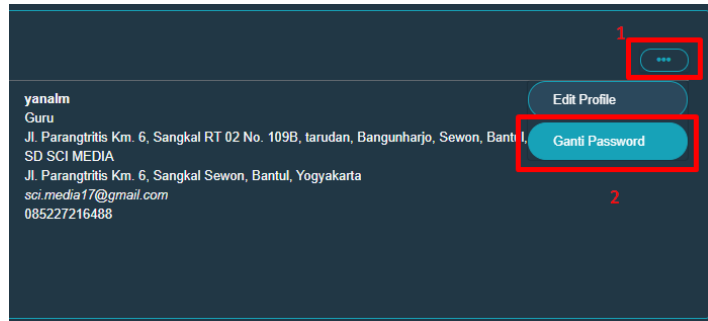 1
•••
yanalm
Edit Profile
Guru
Jl. Parangtritis Km. 6, Sangkal RT 02 No. 109B, tarudan, Bangunharjo, Sewon, Bantul,
Ganti Password
SD SCI MEDIA
Jl. Parangtritis Km. 6, Sangkal Sewon, Bantul, Yogyakarta
sci.media17@gmail.com
2
085227216488